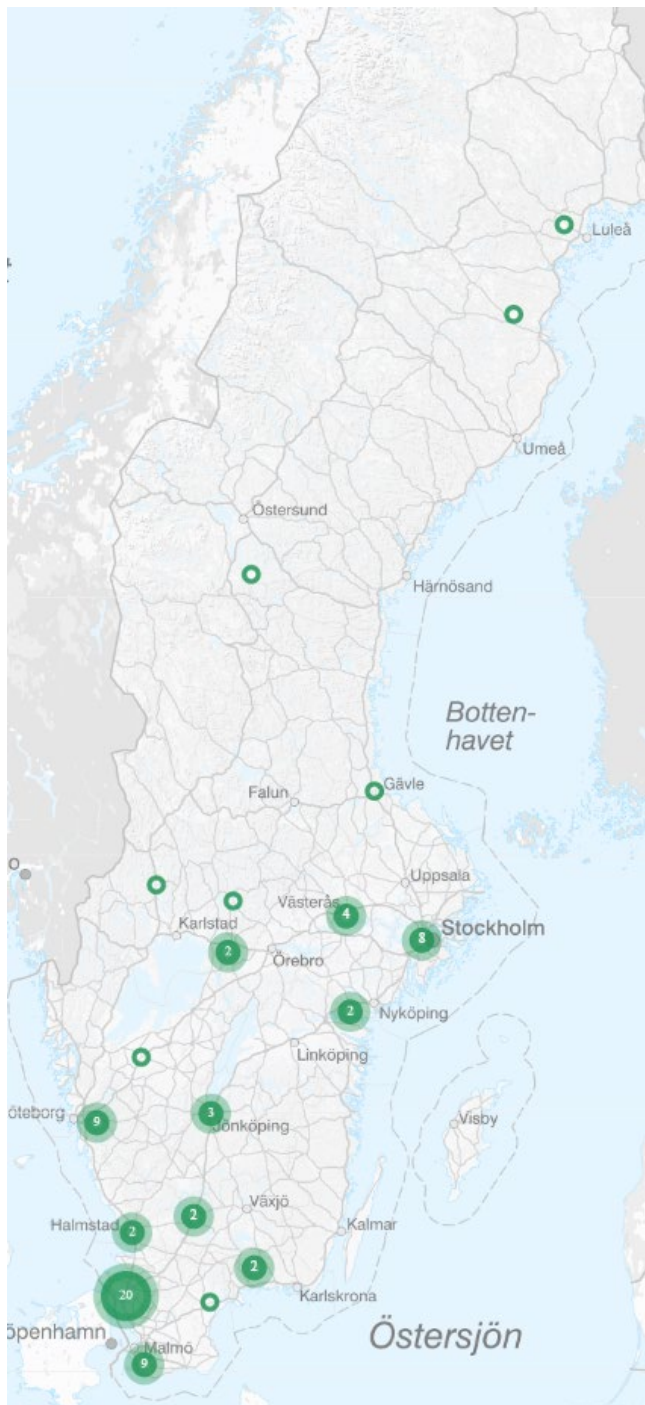 Luleå
Umeå
Östersund
Härnösand
Botten-
havet
Gävle
Falun
o
Uppsala
Västerås
4
Karlstad
8
Stockholm
2
Örebro
2
Nyköping
Linköping
öteborg
9
3
Jönköping
Visby
2
Växjö
Halmstad
2
Kalmar
2
20
Karlskrona
öpenhamn
Östersjön
Malmö
9